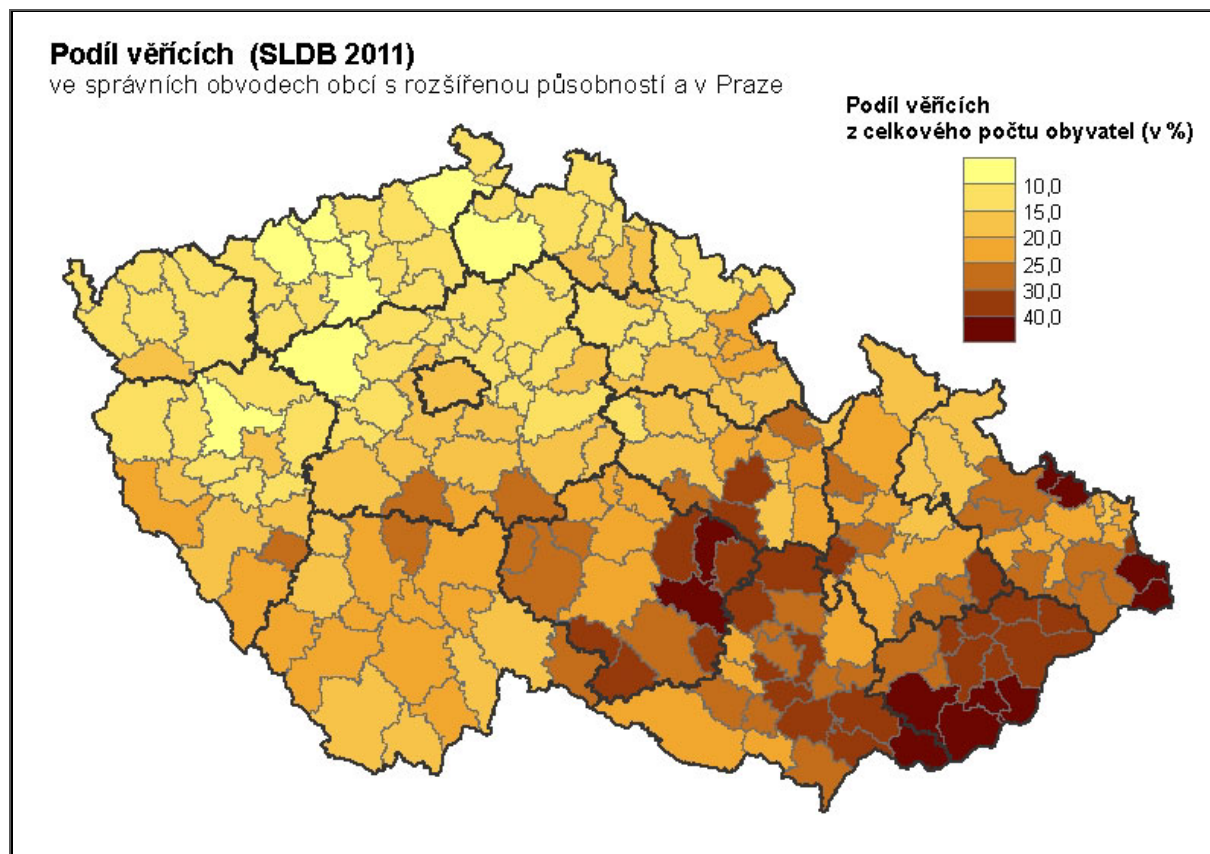 Podíl věřících (SLDB 2011)
ve správních obvodech obcí s rozšířenou působností a v Praze
Podíl věřících
z celkového počtu obyvatel (v %)
10,0
15,0
20,0
25,0
30,0
40,0